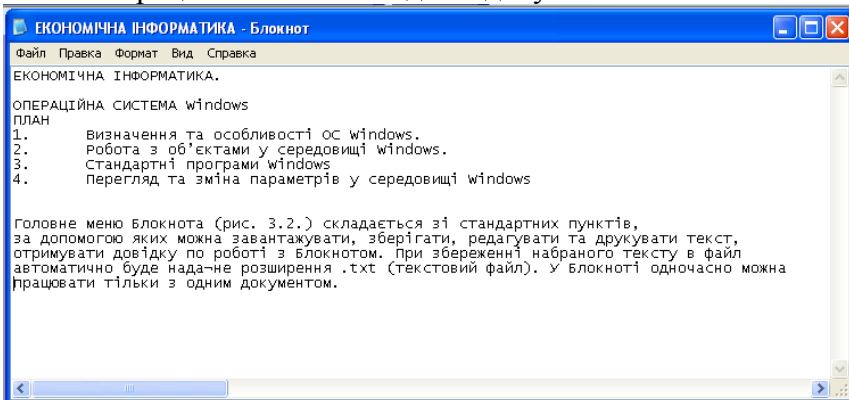 ЕКОНОМІЧНА ІНФОРМАТИКА - Блокнот
Файл Правка Формат Вид Справка
ЕКОНОМІЧНА ІНФОРМАТИКА.
ОПЕРАЦІЙНА СИСТЕМА Windows
ПЛАН
1. Визначення та особливості ОС Windows.
2. Робота з об’єктами у середовищі Windows.
3. Стандартні програми Windows
4. Перегляд та зміна параметрів у середовищі Windows
Головне меню Блокнота (рис. 3.2.) складається зі стандартних пунктів,
за допомогою яких можна завантажувати, зберігати, редагувати та друкувати текст,
отримувати довідку по роботі з Блокнотом. При збереженні набраного тексту в файл
автоматично буде нада¬не розширення .txt (текстовий файл). У Блокноті одночасно можна
працювати тільки з одним документом.